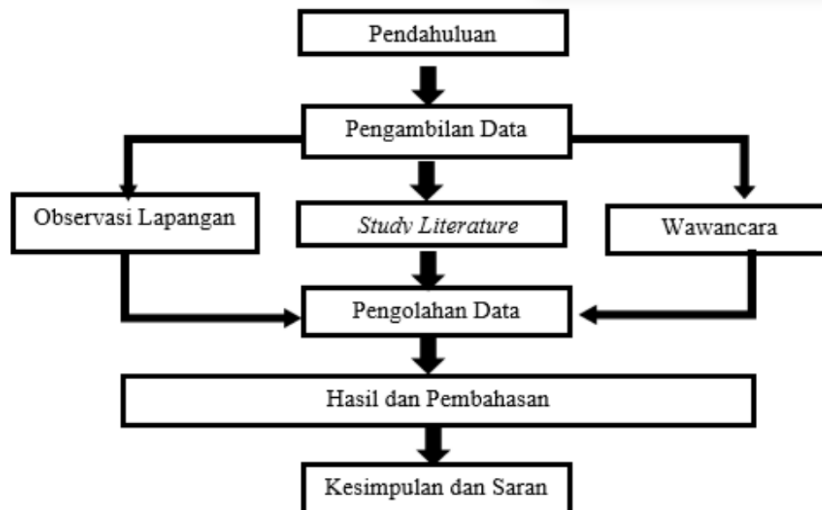 Pendahuluan
Pengambilan Data
Observasi Lapangan
Study Literature
Wawancara
Pengolahan Data
Hasil dan Pembahasan
Kesimpulan dan Saran